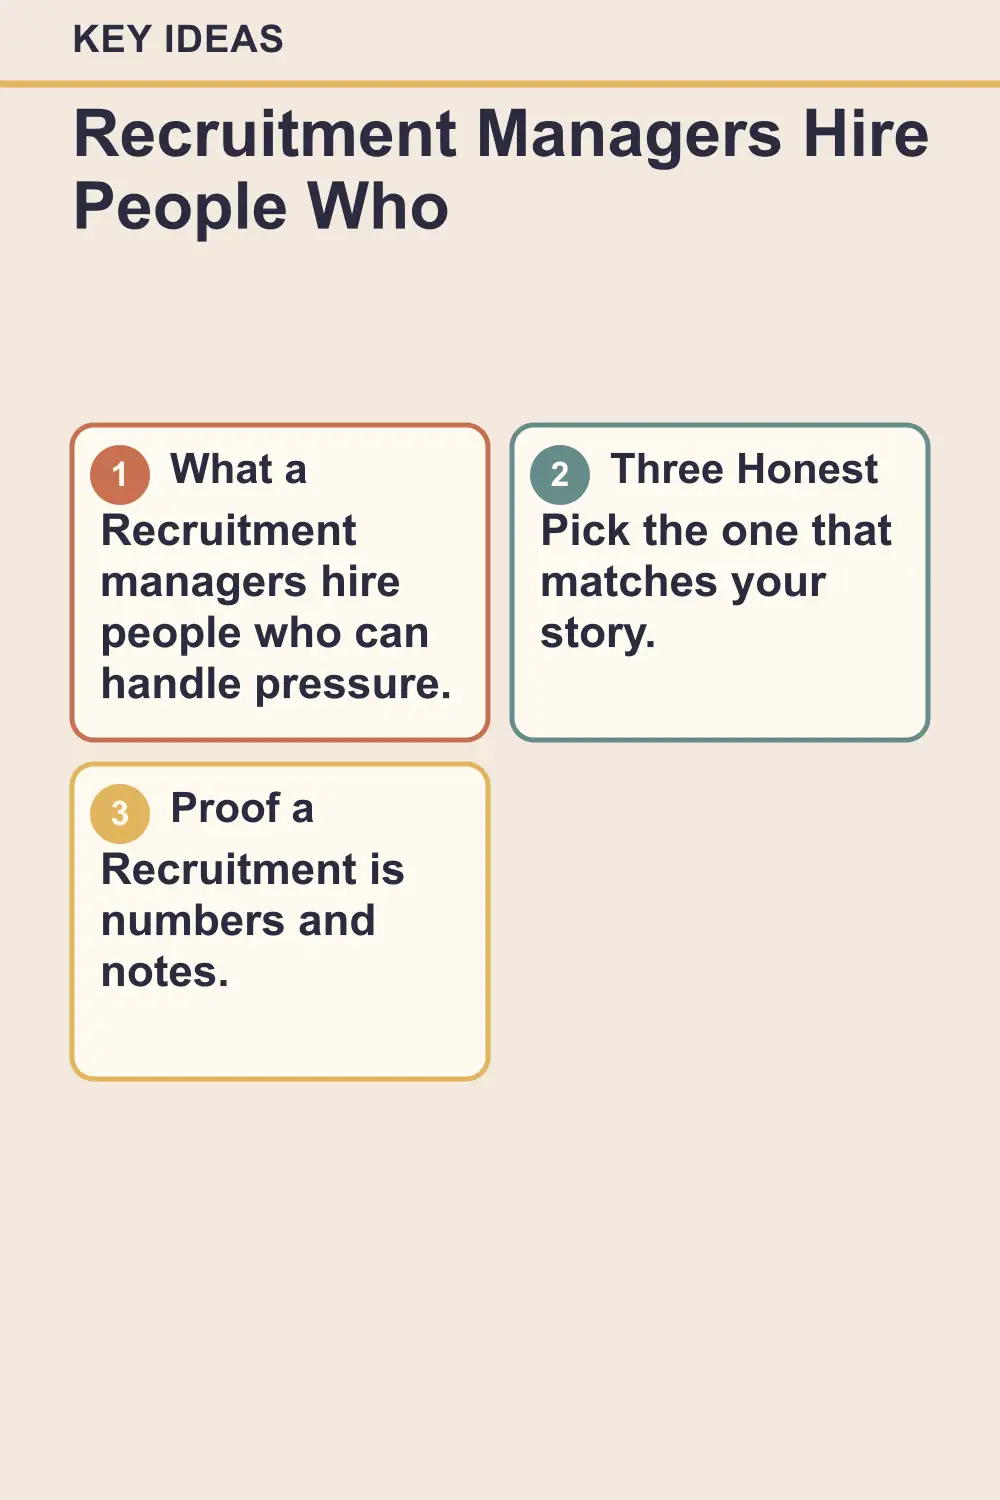 KEY IDEAS
Recruitment Managers Hire
People Who
1 What a
Recruitment
managers hire
people who can
handle pressure.
2 Three Honest
Pick the one that
matches your
story.
3 Proof a
Recruitment is
numbers and
notes.